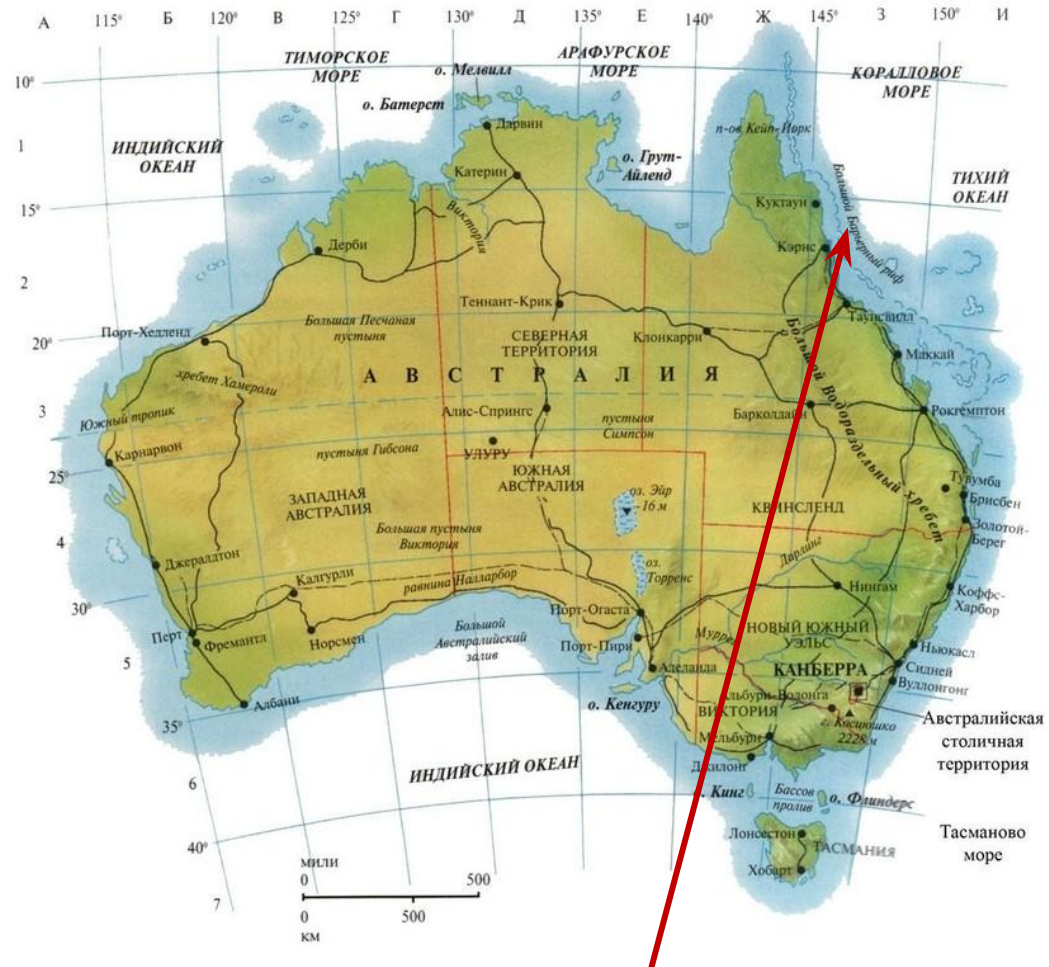 А 115° Б 120° В 125° Г 130° Д 135° Е 140° Ж 145° З 150° И
ТИМОРСКОЕ
МОРЕ
АРАФУРСКОЕ
МОРЕ
КОРАЛЛОВОЕ
МОРЕ
о. Мелвилл
о. Батерст
10°
Дарвин
п-ов Кейп-Йорк
1
ИНДИЙСКИЙ
ОКЕАН
Катерин
о. Грут-
Айленд
ТИХИЙ
ОКЕАН
15°
Виктория
Куктаун
Большой Барьерный риф
Дерби
Кэрнс
2
Теннант-Крик
Таунсвилл
Порт-Хедленд
Большая Песчаная
пустыня
СЕВЕРНАЯ
ТЕРРИТОРИЯ
Клонкарри
Большой Водораздельный хребет
20°
Маккай
хребет Хамерсли
АВСТРАЛИЯ
3
Южный тропик
Алис-Спрингс
пустыня
Симпсон
Барколдайн
Рокгемптон
Карнарвон
пустыня Гибсона
УЛУРУ
25°
ЮЖНАЯ
АВСТРАЛИЯ
Тувумба
Брисбен
ЗАПАДНАЯ
АВСТРАЛИЯ
оз. Эйр
-16 м
КВИНСЛЕНД
Золотой-
Берег
4
Большая пустыня
Виктория
Дарлинг
Джералдтон
оз.
Торренс
Калгурли
равнина Налларбор
Нингам
Коффс-
Харбор
30°
Порт-Огаста
Перт
Фремантл
Норсмен
Большой
Австралийский
залив
Порт-Пири
НОВЫЙ ЮЖНЫЙ
УЭЛЬС
Ньюкасл
5
Аделаида
КАНБЕРРА
Сидней
Вуллонгонг
Албани
о. Кенгуру
ВИКТОРИЯ
г. Косцюшко
2228 м
Австралийская
столичная
территория
35°
Мельбурн
Джилонг
ИНДИЙСКИЙ ОКЕАН
6
о. Кинг
Бассов
пролив
о. Флиндерс
40°
Лонсестон
ТАСМАНИЯ
Тасманово
море
Хобарт
мили
0 500
0 500
км
7